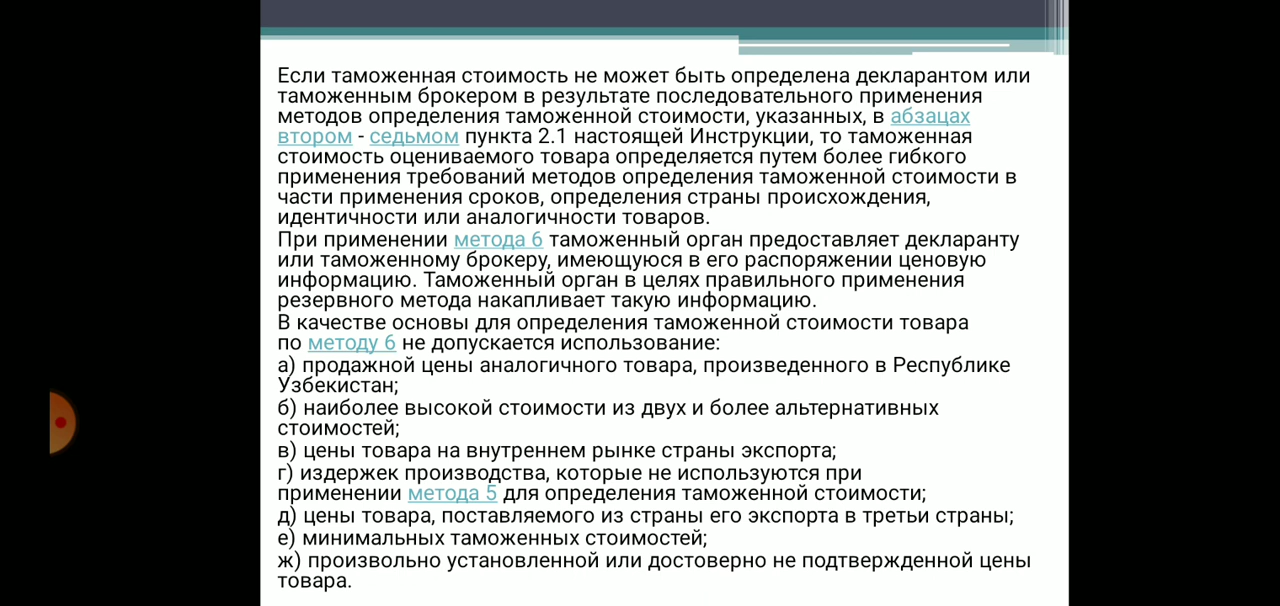 Если таможенная стоимость не может быть определена декларантом или
таможенным брокером в результате последовательного применения
методов определения таможенной стоимости, указанных, в абзацах
втором - седьмом пункта 2.1 настоящей Инструкции, то таможенная
стоимость оцениваемого товара определяется путем более гибкого
применения требований методов определения таможенной стоимости в
части применения сроков, определения страны происхождения,
идентичности или аналогичности товаров.
При применении метода 6 таможенный орган предоставляет декларанту
или таможенному брокеру, имеющуюся в его распоряжении ценовую
информацию. Таможенный орган в целях правильного применения
резервного метода накапливает такую информацию.
В качестве основы для определения таможенной стоимости товара
по методу 6 не допускается использование:
а) продажной цены аналогичного товара, произведенного в Республике
Узбекистан;
б) наиболее высокой стоимости из двух и более альтернативных
стоимостей;
в) цены товара на внутреннем рынке страны экспорта;
г) издержек производства, которые не используются при
применении метода 5 для определения таможенной стоимости;
д) цены товара, поставляемого из страны его экспорта в третьи страны;
е) минимальных таможенных стоимостей;
ж) произвольно установленной или достоверно не подтвержденной цены
товара.